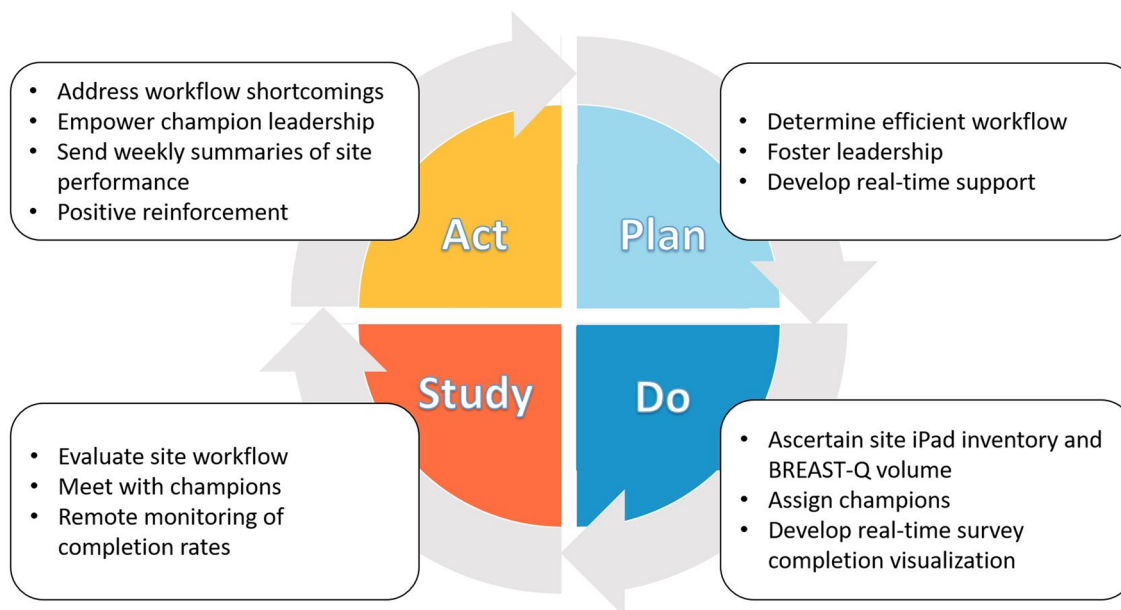 • Address workflow shortcomings
• Empower champion leadership
• Send weekly summaries of site
performance
• Positive reinforcement
• Determine efficient workflow
• Foster leadership
• Develop real-time support
Act
Plan
Study
Do
• Evaluate site workflow
• Meet with champions
• Remote monitoring of
completion rates
• Ascertain site iPad inventory and
BREAST-Q volume
• Assign champions
• Develop real-time survey
completion visualization